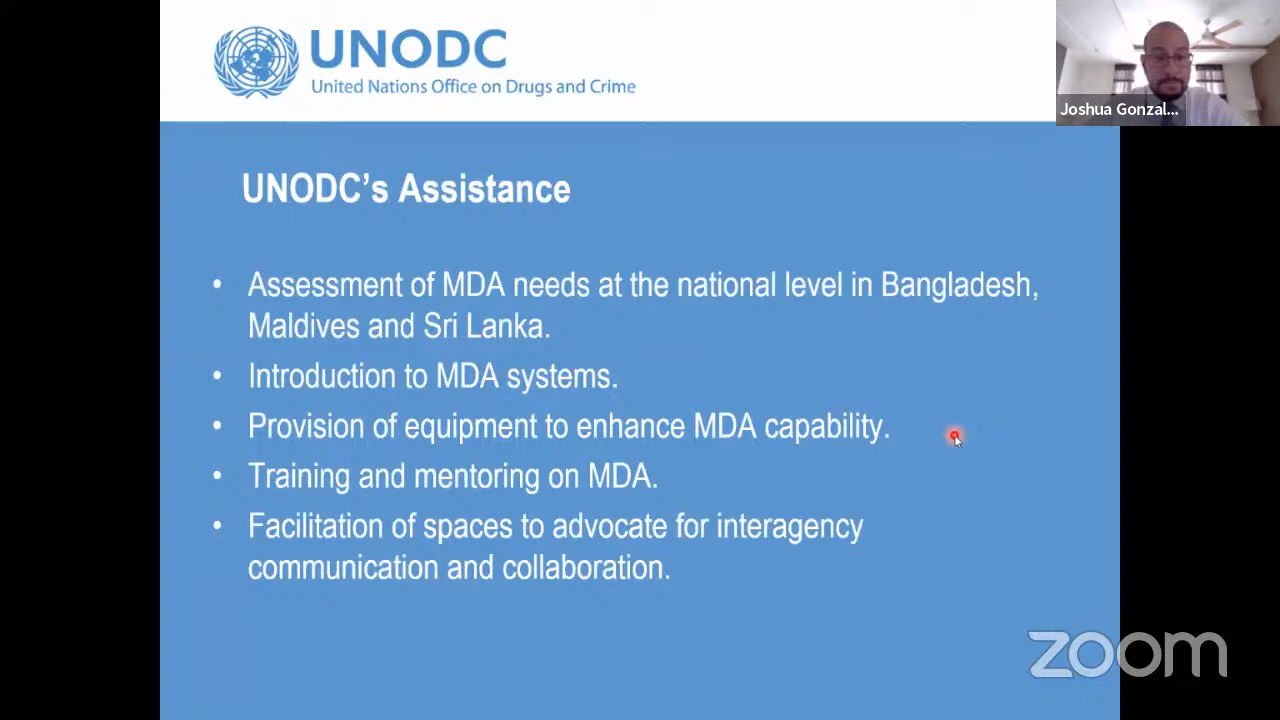 UNODC
United Nations Office on Drugs and Crime
Joshua Gonzal...
UNODC's Assistance
• Assessment of MDA needs at the national level in Bangladesh,
Maldives and Sri Lanka.
• Introduction to MDA systems.
• Provision of equipment to enhance MDA capability.
• Training and mentoring on MDA.
• Facilitation of spaces to advocate for interagency
communication and collaboration.
zoom